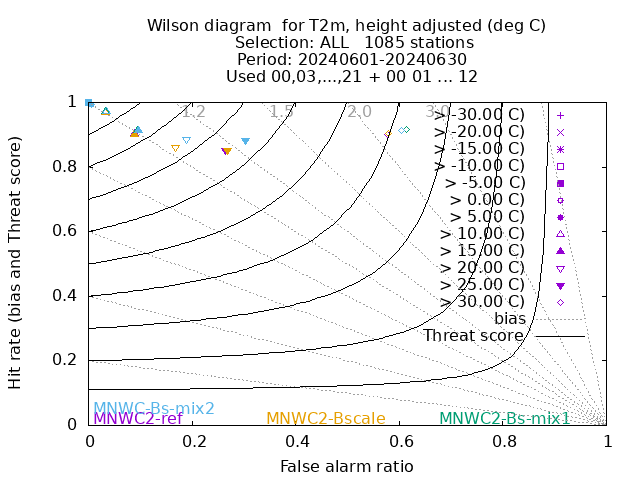 Wilson diagram  for T2m, height adjusted (deg C)
Selection: ALL   1085 stations
Period: 20240601-20240630
Used 00,03,...,21 + 00 01 ... 12
Hit rate (bias and Threat score)
1
0.8
0.6
0.4
0.2
0
1.2
1.5
2.0
3.0
> -30.00 C)
> -20.00 C)
> -15.00 C)
> -10.00 C)
> -5.00 C)
> 0.00 C)
> 5.00 C)
> 10.00 C)
> 15.00 C)
> 20.00 C)
> 25.00 C)
> 30.00 C)
bias
Threat score
MNWC-Bs-mix2
MNWC2-ref
MNWC2-Bscale
MNWC2-Bs-mix1
0
0.2
0.4
0.6
0.8
1
False alarm ratio